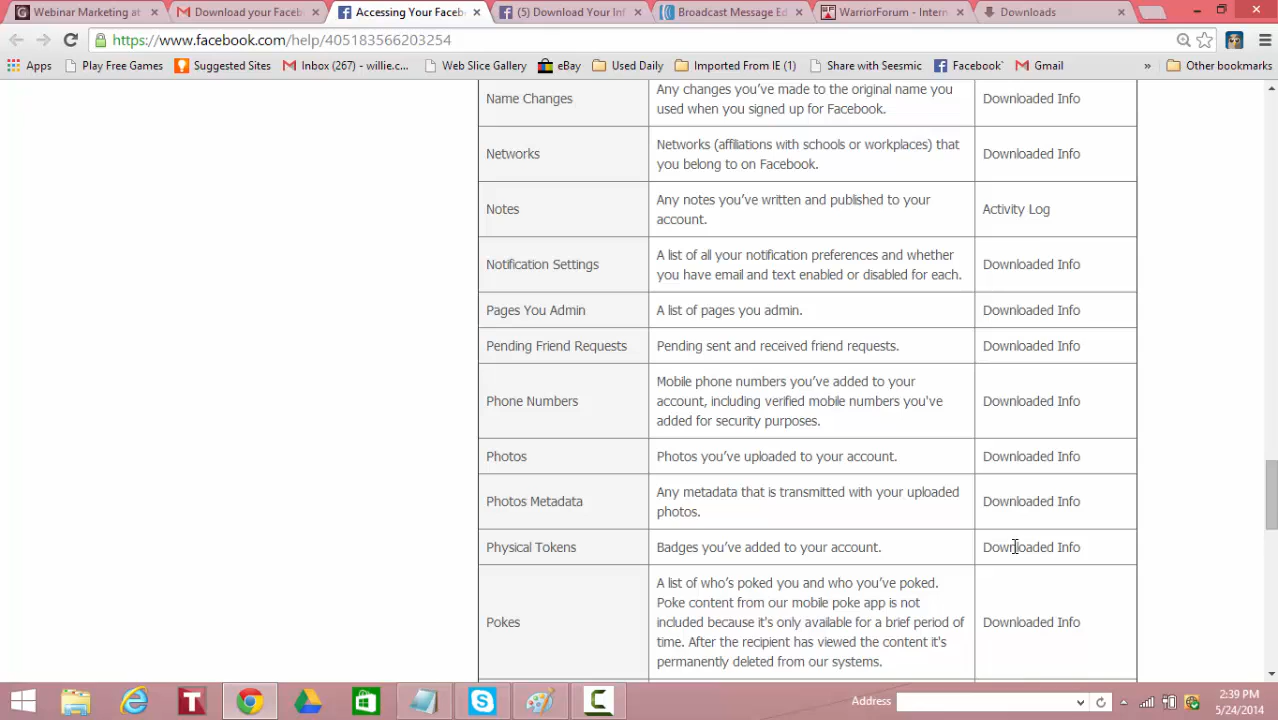 Webinar Marketing at
Download your Faceb
Accessing Your Faceb
(5) Download Your Inf
Broadcast Message Ed
WarriorForum - Intern
Downloads
https://www.facebook.com/help/405183566203254
Apps
Play Free Games
Suggested Sites
Inbox (267) - willie.c...
Web Slice Gallery
eBay
Used Daily
Imported From IE (1)
Share with Seesmic
Facebook`
Gmail
»
Other bookmarks
Name Changes
Any changes you’ve made to the original name you
used when you signed up for Facebook.
Downloaded Info
Networks
Networks (affiliations with schools or workplaces) that
you belong to on Facebook.
Downloaded Info
Notes
Any notes you’ve written and published to your
account.
Activity Log
Notification Settings
A list of all your notification preferences and whether
you have email and text enabled or disabled for each.
Downloaded Info
Pages You Admin
A list of pages you admin.
Downloaded Info
Pending Friend Requests
Pending sent and received friend requests.
Downloaded Info
Phone Numbers
Mobile phone numbers you’ve added to your
account, including verified mobile numbers you've
added for security purposes.
Downloaded Info
Photos
Photos you’ve uploaded to your account.
Downloaded Info
Photos Metadata
Any metadata that is transmitted with your uploaded
photos.
Downloaded Info
Physical Tokens
Badges you’ve added to your account.
Downloaded Info
Pokes
A list of who’s poked you and who you’ve poked.
Poke content from our mobile poke app is not
included because it's only available for a brief period of
time. After the recipient has viewed the content it's
permanently deleted from our systems.
Downloaded Info
Address
2:39 PM
5/24/2014